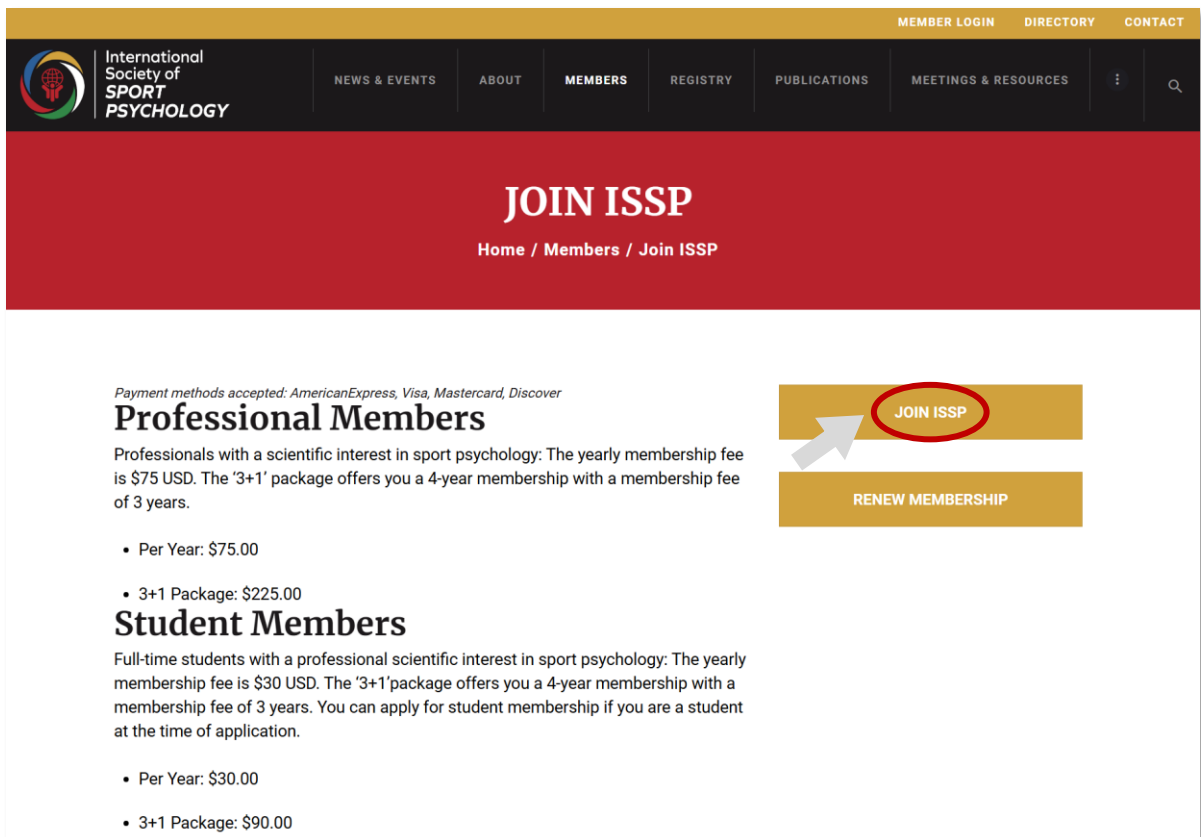 MEMBER LOGIN DIRECTORY CONTACT
International
Society of
SPORT
PSYCHOLOGY
NEWS & EVENTS ABOUT MEMBERS REGISTRY PUBLICATIONS MEETINGS & RESOURCES
JOIN ISSP
Home / Members / Join ISSP
Payment methods accepted: AmericanExpress, Visa, Mastercard, Discover
Professional Members
Professionals with a scientific interest in sport psychology: The yearly membership fee
is $75 USD. The ‘3+1’ package offers you a 4-year membership with a membership fee
of 3 years.
• Per Year: $75.00
• 3+1 Package: $225.00
Student Members
Full-time students with a professional scientific interest in sport psychology: The yearly
membership fee is $30 USD. The ‘3+1’package offers you a 4-year membership with a
membership fee of 3 years. You can apply for student membership if you are a student
at the time of application.
• Per Year: $30.00
• 3+1 Package: $90.00
JOIN ISSP
RENEW MEMBERSHIP